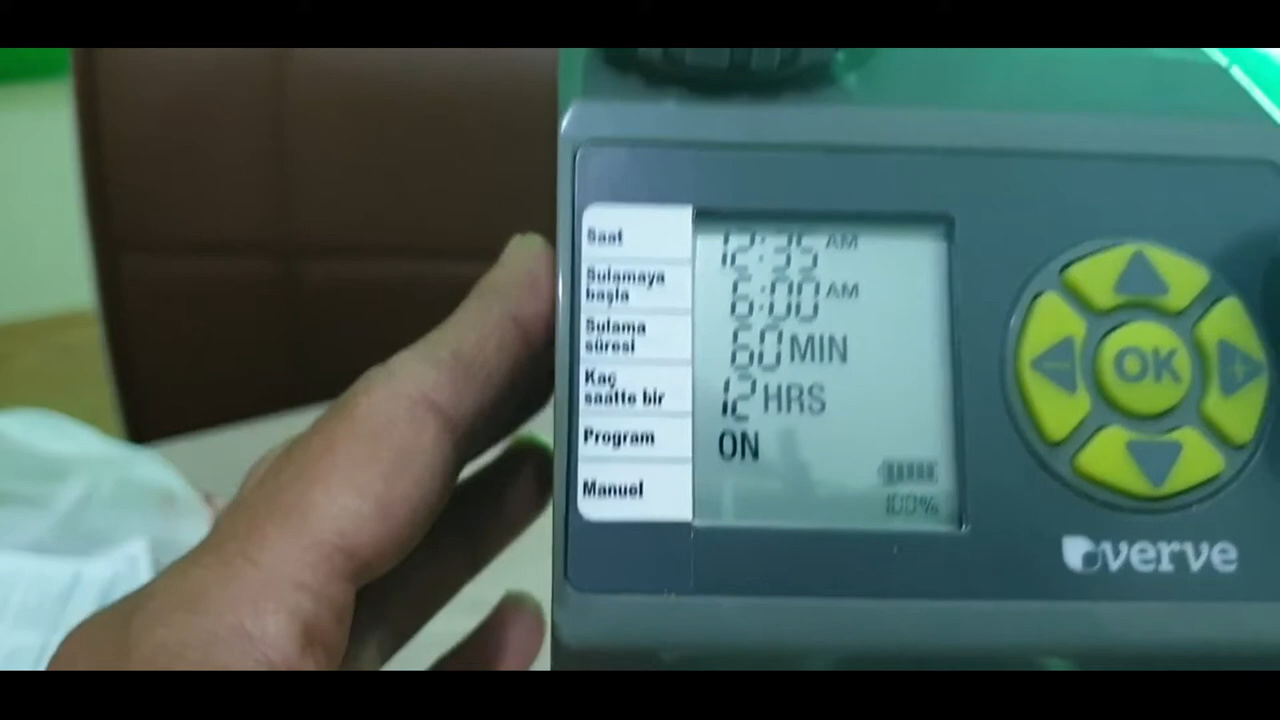 Saat
12:35 AM
Sulamaya
başla
6:00 AM
Sulama
süresi
60 MIN
Kaç
saatte bir
12 HRS
Program
ON
Manuel
100%
OK
verve